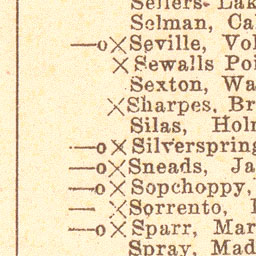 Sellers Lak
Selman, Ca
—o×Seville, Vol
×Sewalls Poi
Sexton, Wa
×Sharpes, Br
Silas, Holm
—o×Silverspring
—o×Sneads, Ja
—o×Sopchoppy,
— ×Sorrento,
—o×Sparr, Mar
Spray, Mad